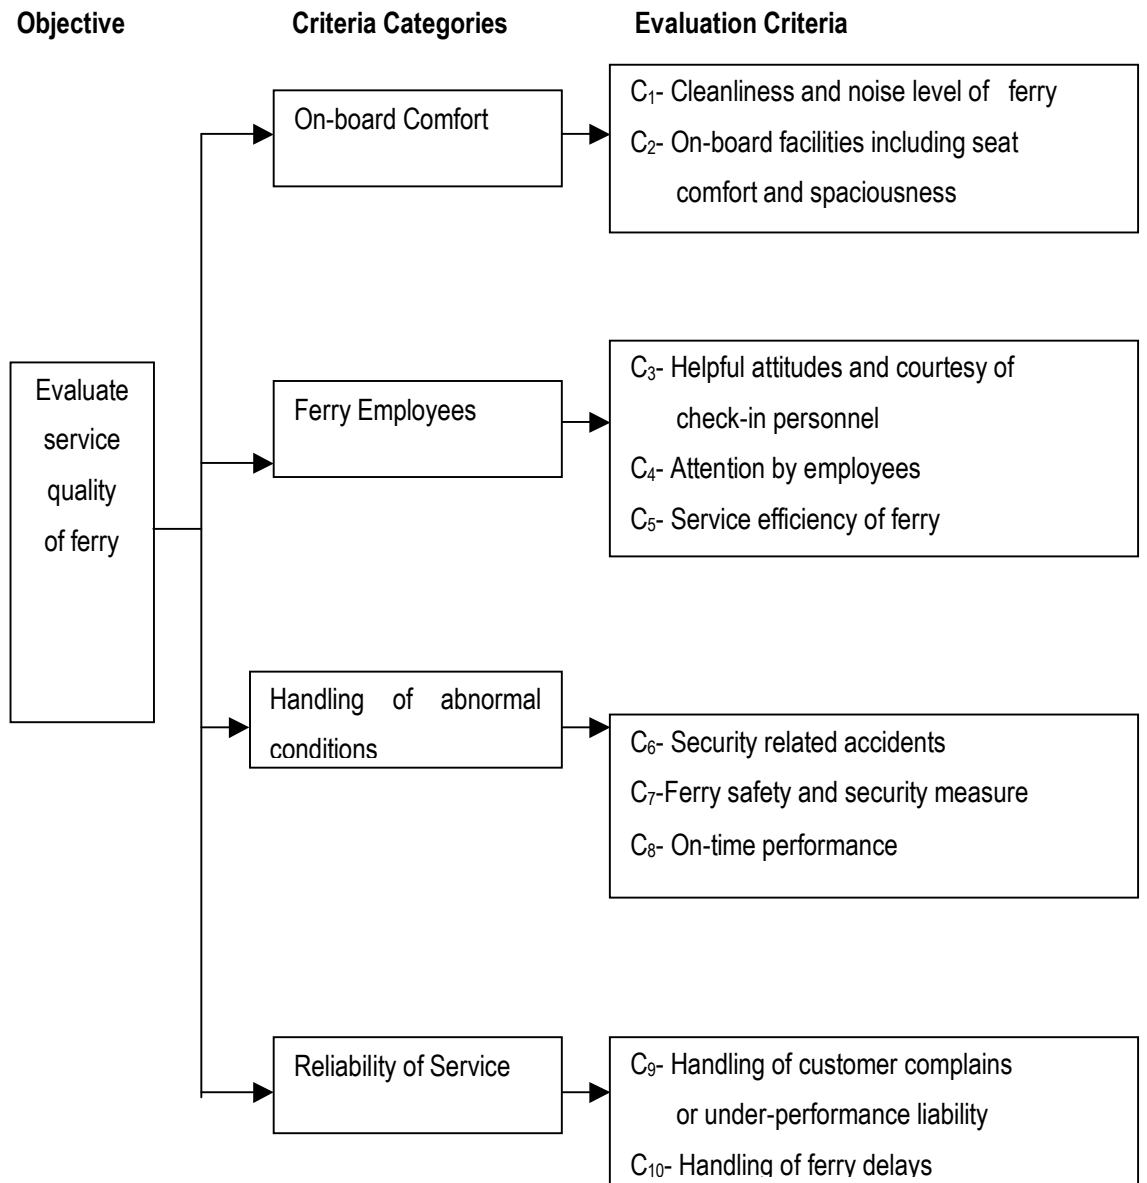 Objective
Criteria Categories
Evaluation Criteria
On-board Comfort
C₁- Cleanliness and noise level of ferry
C₂- On-board facilities including seat
comfort and spaciousness
Evaluate
service
quality
of ferry
Ferry Employees
C₃- Helpful attitudes and courtesy of
check-in personnel
C₄- Attention by employees
C₅- Service efficiency of ferry
Handling of abnormal
conditions
C₆- Security related accidents
C₇-Ferry safety and security measure
C₈- On-time performance
Reliability of Service
C₉- Handling of customer complains
or under-performance liability
C₁₀- Handling of ferry delays